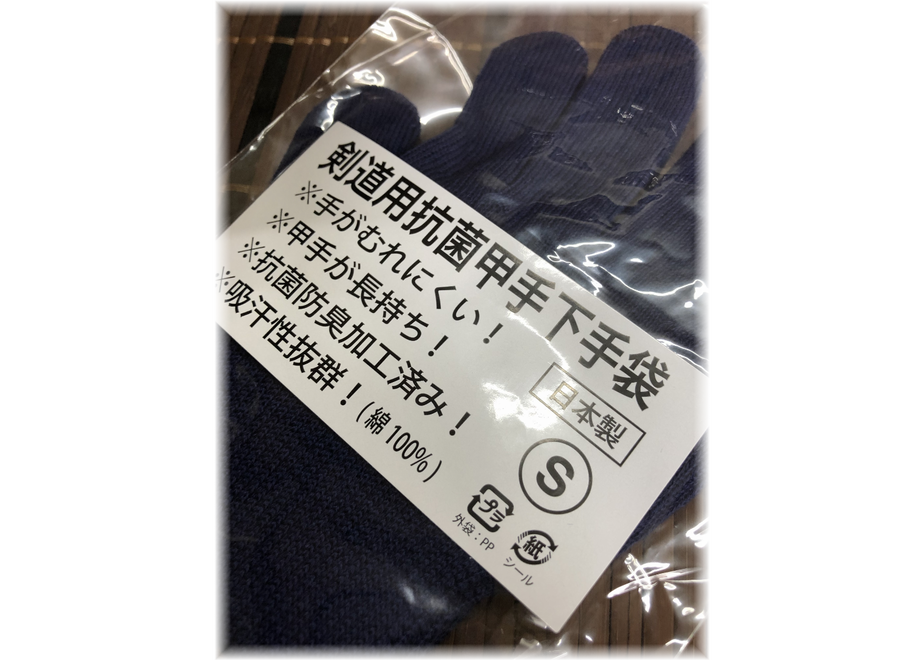 剣道用抗菌甲手下手袋
※手がむれにくい！
※甲手が長持ち！
※抗菌防臭加工済み！
※吸汗性抜群！(綿100%)
日本製
S
プラ
外袋：PP
紙
シール